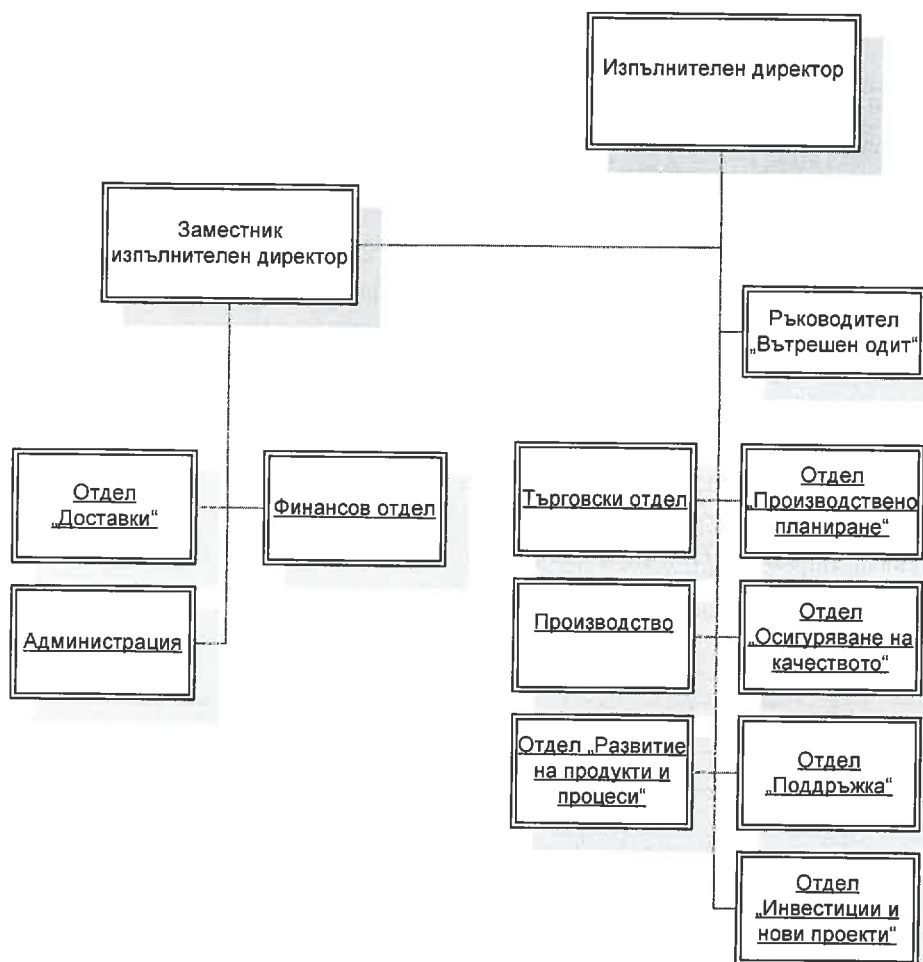 Изпълнителен директор
Заместник
изпълнителен директор
Ръководител
„Вътрешен одит“
Отдел
„Доставки“
Финансов отдел
Търговски отдел
Отдел
„Производствено
планиране“
Администрация
Производство
Отдел
„Осигуряване на
качеството“
Отдел „Развитие
на продукти и
процеси“
Отдел
„Поддръжка“
Отдел
„Инвестиции и
нови проекти“